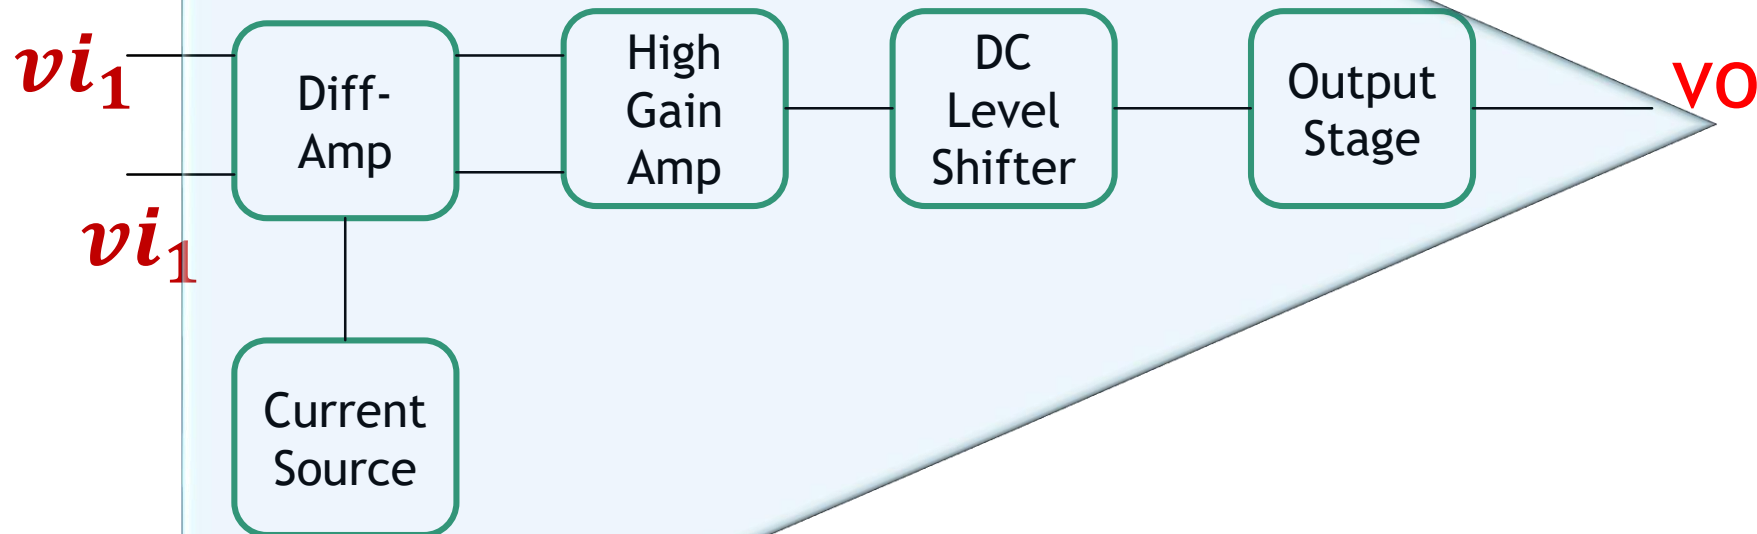 vi₁
Diff-
Amp
High
Gain
Amp
DC
Level
Shifter
Output
Stage
VO
vi₁
Current
Source